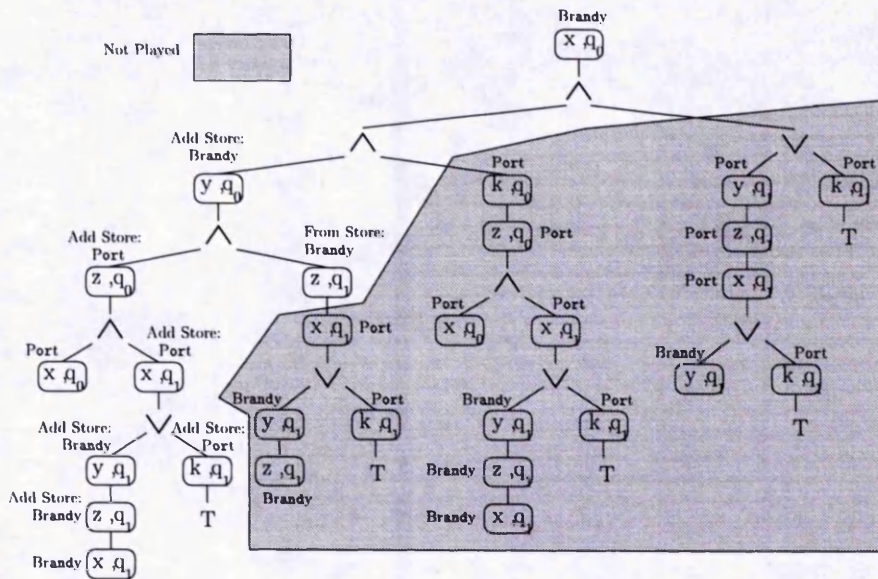 Brandy
x ,q₀
Not Played
Add Store:
Brandy
y ,q₀
Port
k ,q₀
Port
y ,q₁
Port
k ,q₁
T
Add Store:
Port
z ,q₀
From Store:
Brandy
z ,q₁
z ,q₀ Port
Port z ,q₁
Port x ,q₁
Port
x ,q₀
Add Store:
Port
x ,q₁
x ,q₁ Port
Port
x ,q₀
Port
x ,q₁
Brandy
y ,q₁
Port
k ,q₁
T
Add Store:
Brandy
y ,q₁
Add Store:
Port
k ,q₁
T
Brandy
y ,q₁
Port
k ,q₁
T
Brandy
y ,q₁
Port
k ,q₁
T
Add Store:
Brandy z ,q₁
z ,q₁
Brandy
Brandy z ,q₁
Brandy x ,q₁
Brandy x ,q₁